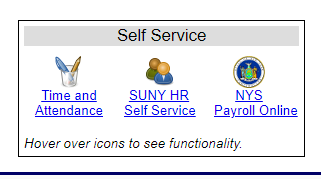 Self Service
Time and SUNY HR NYS
Attendance Self Service Payroll Online
Hover over icons to see functionality.